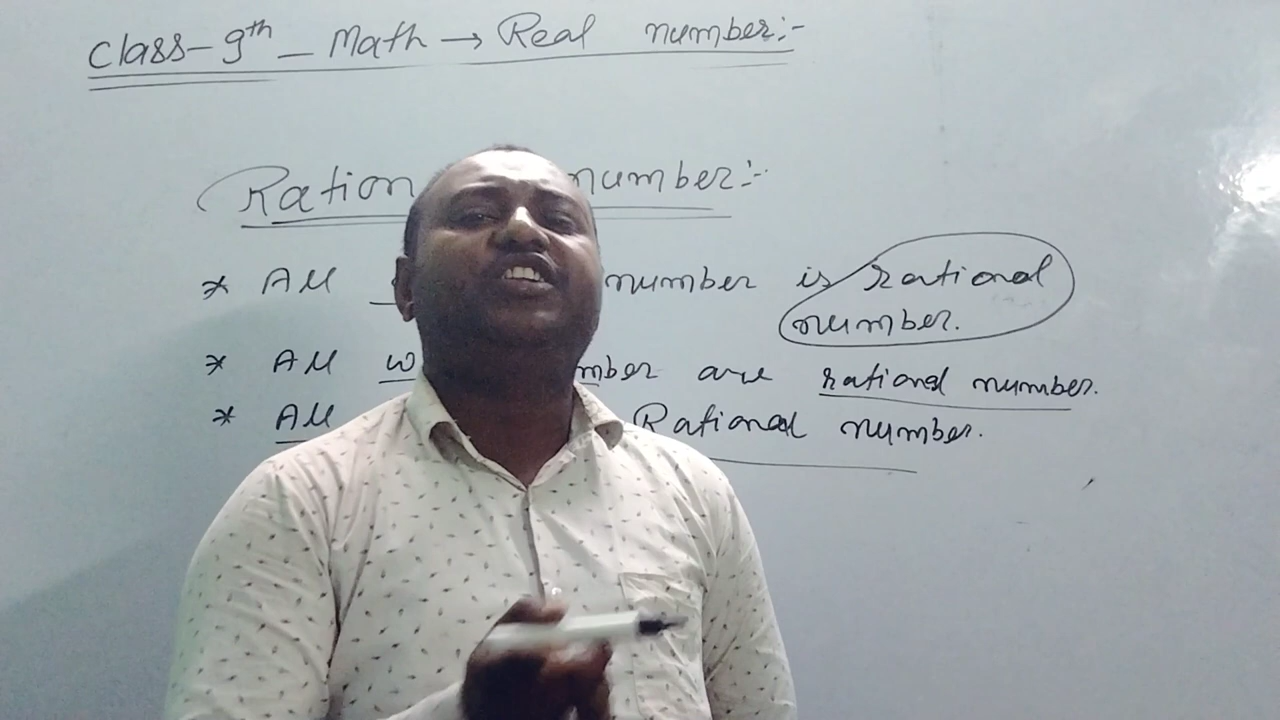 Class-9th - Math → Real number:-
Ration number:-
* All number is rational
number.
* All w mber are rational number.
* All Rational number.